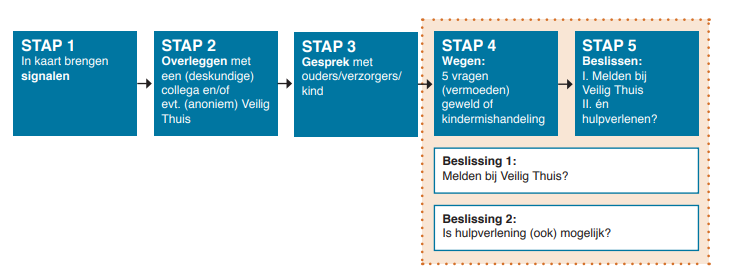 STAP 1
In kaart brengen
signalen
STAP 2
Overleggen met
een (deskundige)
collega en/of
evt. (anoniem) Veilig
Thuis
STAP 3
Gesprek met
ouders/verzorgers/
kind
STAP 4
Wegen:
5 vragen
(vermoeden)
geweld of
kindermishandeling
STAP 5
Beslissen:
I. Melden bij
Veilig Thuis
II. én
hulpverlenen?
Beslissing 1:
Melden bij Veilig Thuis?
Beslissing 2:
Is hulpverlening (ook) mogelijk?